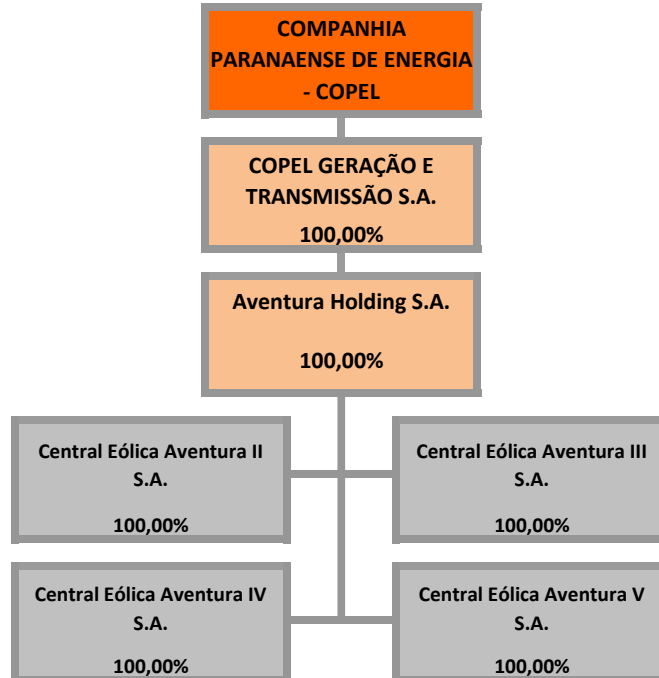 COMPANHIA
PARANAENSE DE ENERGIA
- COPEL
COPEL GERAÇÃO E
TRANSMISSÃO S.A.
100,00%
Aventura Holding S.A.
100,00%
Central Eólica Aventura II
S.A.
100,00%
Central Eólica Aventura III
S.A.
100,00%
Central Eólica Aventura IV
S.A.
100,00%
Central Eólica Aventura V
S.A.
100,00%